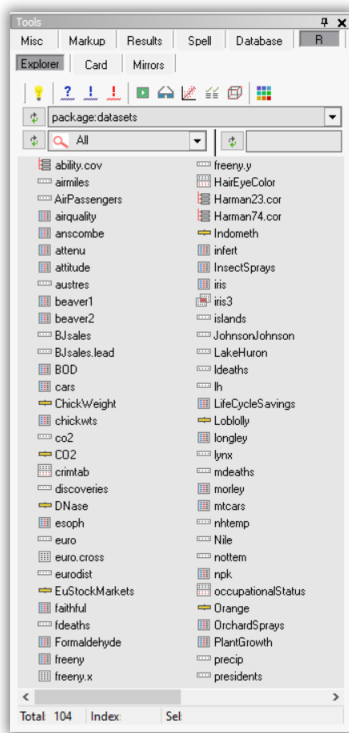 Tools
Misc Markup Results Spell Database R
Explorer Card Mirrors
? ! !
package:datasets
All
ability.cov
airmiles
AirPassengers
airquality
anscombe
attenu
attitude
austres
beaver1
beaver2
BJsales
BJsales.lead
BOD
cars
ChickWeight
chickwts
co2
CO2
crimtab
discoveries
DNase
esoph
euro
euro.cross
eurodist
EuStockMarkets
faithful
fdeaths
Formaldehyde
freeny
freeny.x
freeny.y
HairEyeColor
Harman23.cor
Harman74.cor
Indometh
infert
InsectSprays
iris
iris3
islands
JohnsonJohnson
LakeHuron
ldeaths
lh
LifeCycleSavings
Loblolly
longley
lynx
mdeaths
morley
mtcars
nhtemp
Nile
nottem
npk
occupationalStatus
Orange
OrchardSprays
PlantGrowth
precip
presidents
Total: 104 Index: Sel: